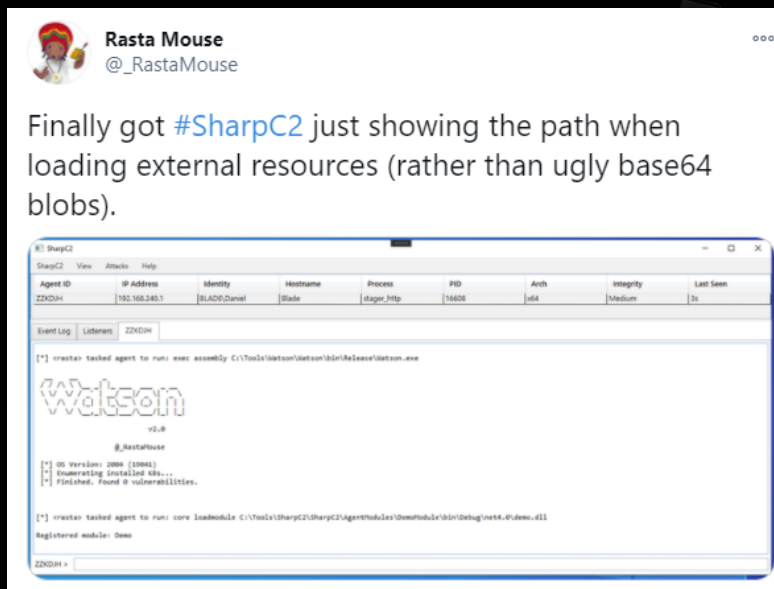 Rasta Mouse
@_RastaMouse
Finally got #SharpC2 just showing the path when
loading external resources (rather than ugly base64
blobs).
SharpC2
SharpC2 View Attacks Help
Agent ID IP Address Identity Hostname Process PID Arch Integrity Last Seen
ZZKDJH 192.168.240.1 BLADE\Daniel Blade stager_http 16608 x64 Medium 2s
Event Log Listeners ZZKDJH
[*] <rasta> tasked agent to run: exec assembly C:\Tools\Watson\Watson\bin\Release\Watson.exe
Watson
v2.0
@_RastaMouse
[*] OS Version: 2004 (19041)
[*] Enumerating installed KBs...
[*] Finished. Found 0 vulnerabilities.
[*] <rasta> tasked agent to run: core loadmodule C:\Tools\SharpC2\SharpC2\AgentModules\DemoModule\bin\Debug\net4.0\demo.dll
Registered module: Demo
ZZKDJH >